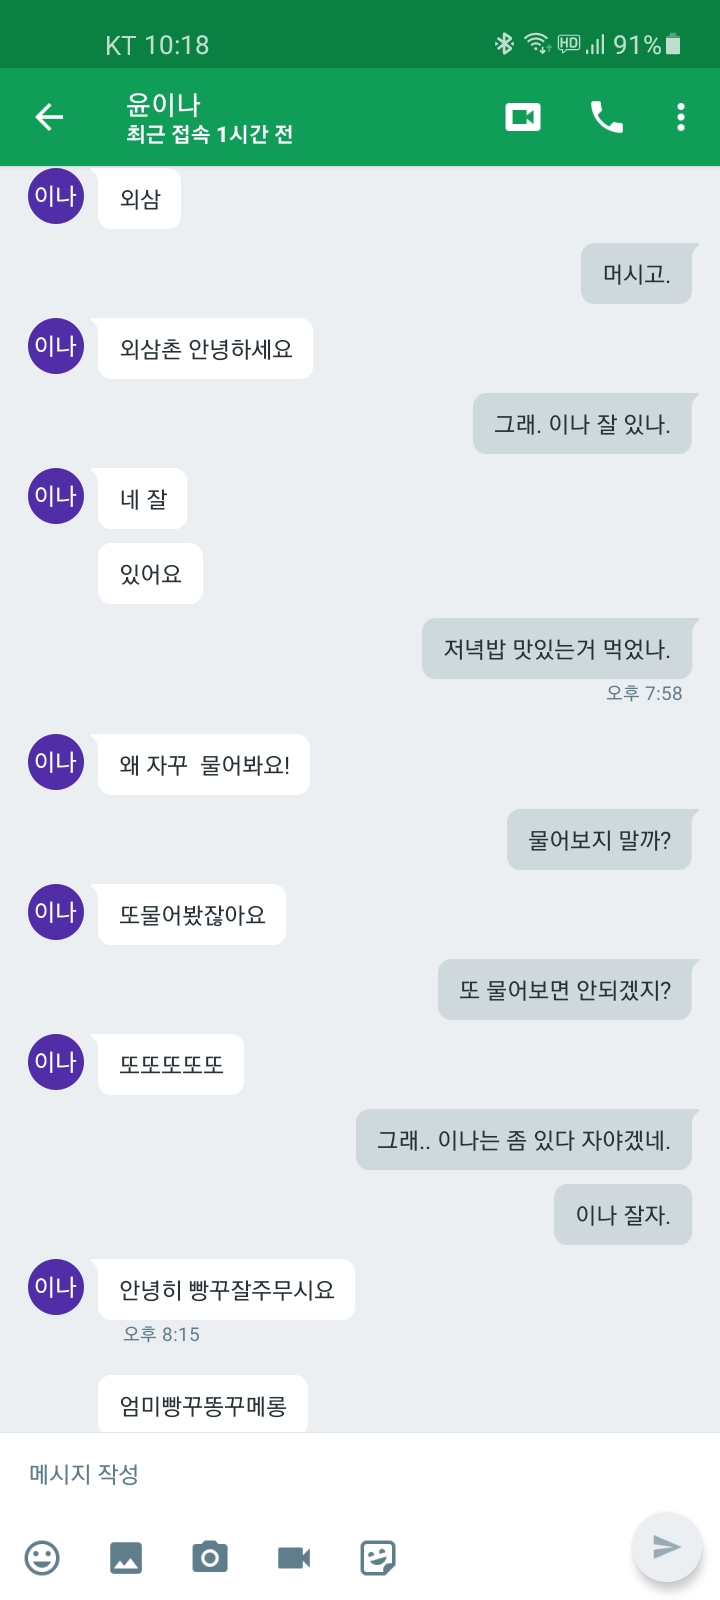 KT 10:18
HD 91%
윤이나
최근 접속 1시간 전
이나
외삼
머시고.
이나
외삼촌 안녕하세요
그래. 이나 잘 있나.
이나
네 잘
있어요
저녁밥 맛있는거 먹었나.
오후 7:58
이나
왜 자꾸  물어봐요!
물어보지 말까?
이나
또물어봤잖아요
또 물어보면 안되겠지?
이나
또또또또또
그래.. 이나는 좀 있다 자야겠네.
이나 잘자.
이나
안녕히 빵꾸잘주무시요
오후 8:15
엄미빵꾸똥꾸메롱
메시지 작성